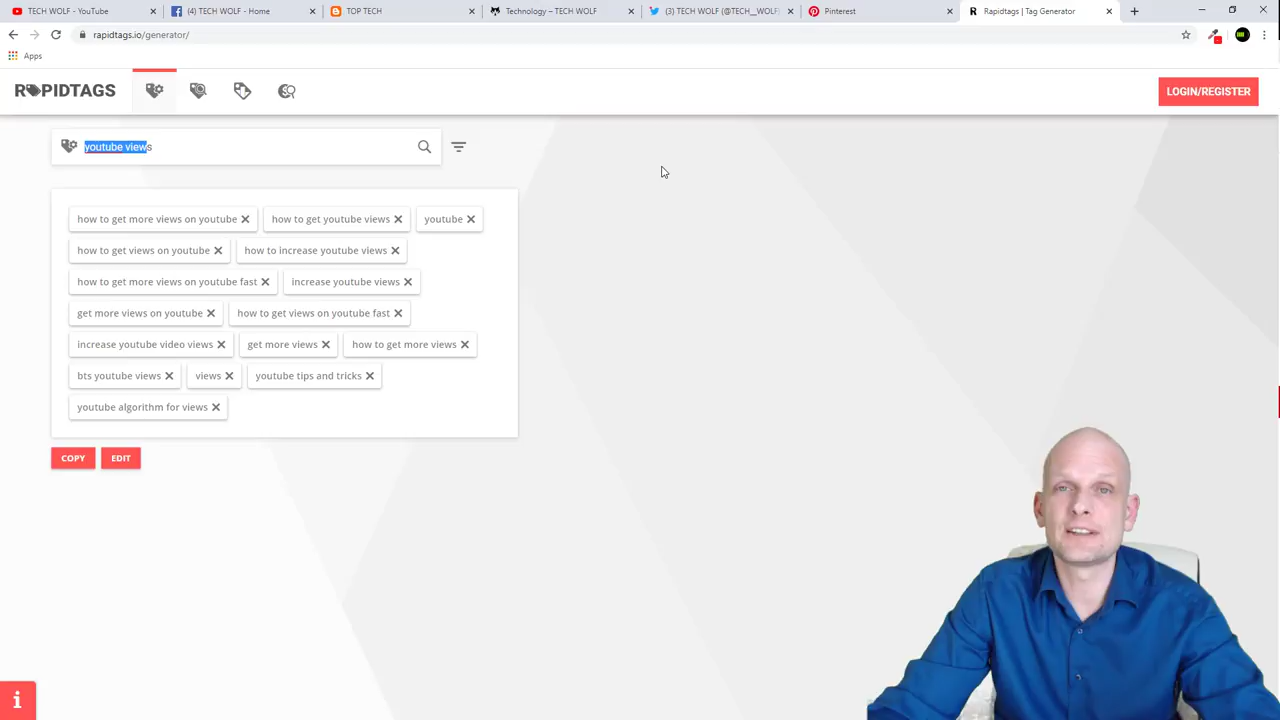 TECH WOLF - YouTube
(4) TECH WOLF - Home
TOP TECH
Technology – TECH WOLF
(3) TECH WOLF (@TECH__WOLF)
Pinterest
Rapidtags | Tag Generator
rapidtags.io/generator/
Apps
RAPIDTAGS
LOGIN/REGISTER
youtube views
how to get more views on youtube
how to get youtube views
youtube
how to get views on youtube
how to increase youtube views
how to get more views on youtube fast
increase youtube views
get more views on youtube
how to get views on youtube fast
increase youtube video views
get more views
how to get more views
bts youtube views
views
youtube tips and tricks
youtube algorithm for views
COPY
EDIT
i